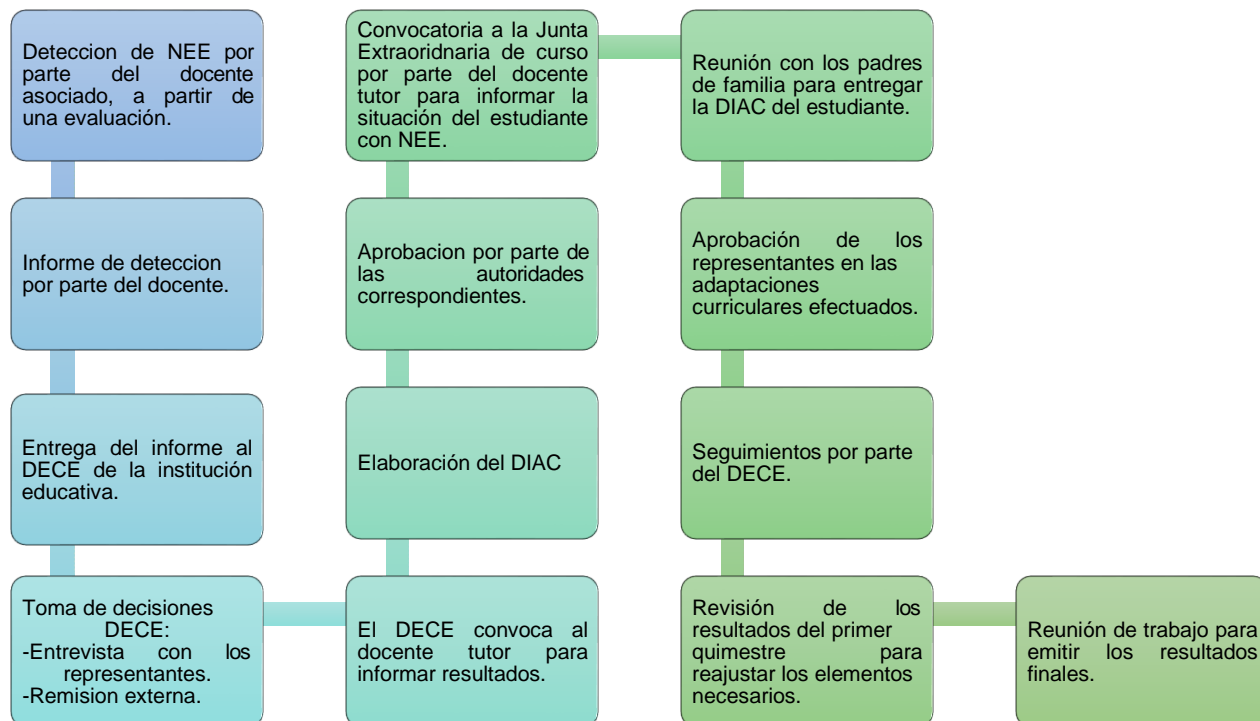 Deteccion de NEE por
parte del docente
asociado, a partir de
una evaluación.
Informe de deteccion
por parte del docente.
Entrega del informe al
DECE de la institución
educativa.
Toma de decisiones
DECE:
-Entrevista con los
representantes.
-Remision externa.
El DECE convoca al
docente tutor para
informar resultados.
Elaboración del DIAC
Aprobacion por parte de
las autoridades
correspondientes.
Convocatoria a la Junta
Extraoridnaria de curso
por parte del docente
tutor para informar la
situación del estudiante
con NEE.
Reunión con los padres
de familia para entregar
la DIAC del estudiante.
Aprobación de los
representantes en las
adaptaciones
curriculares efectuados.
Seguimientos por parte
del DECE.
Revisión de los
resultados del primer
quimestre para
reajustar los elementos
necesarios.
Reunión de trabajo para
emitir los resultados
finales.